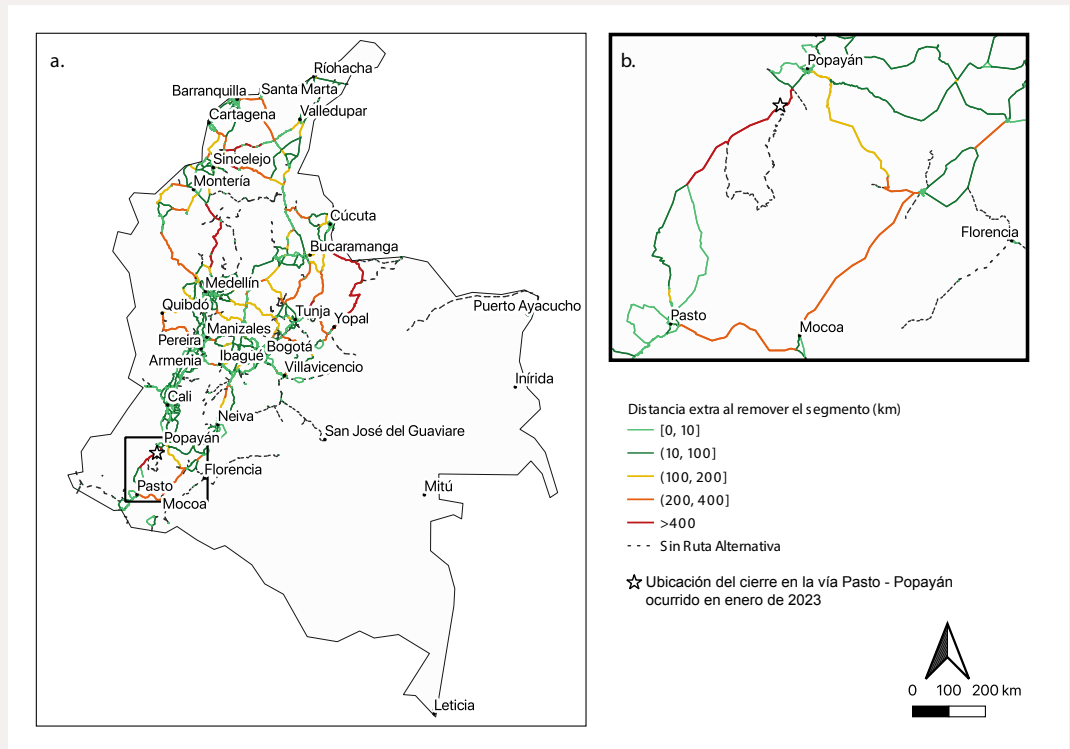 a.
Ríohacha
Barranquilla
Santa Marta
Cartagena
Valledupar
Sincelejo
Montería
Cúcuta
Bucaramanga
Medellín
Quibdó
Tunja
Puerto Ayacucho
Yopal
Manizales
Pereira
Bogotá
Armenia
Ibagué
Villavicencio
Inírida
Cali
Neiva
San José del Guaviare
Popayán
Florencia
Pasto
Mitú
Mocoa
Leticia
b.
Popayán
Florencia
Pasto
Mocoa
Distancia extra al remover el segmento (km)
[0, 10]
(10, 100]
(100, 200]
(200, 400]
>400
Sin Ruta Alternativa
Ubicación del cierre en la vía Pasto - Popayán
ocurrido en enero de 2023
0 100 200 km